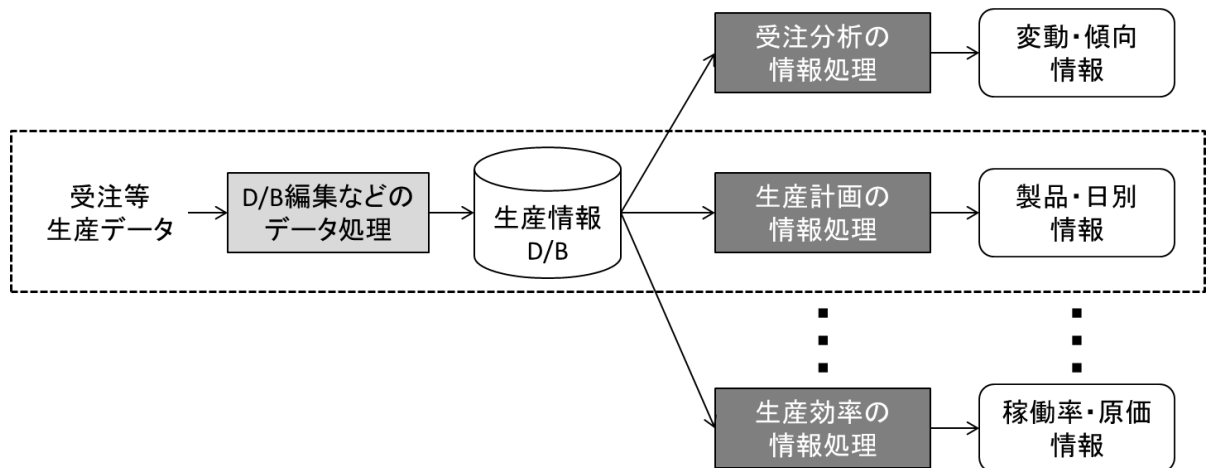 受注分析の
情報処理
変動・傾向
情報
受注等
生産データ
D/B編集などの
データ処理
生産情報
D/B
生産計画の
情報処理
製品・日別
情報
生産効率の
情報処理
稼働率・原価
情報